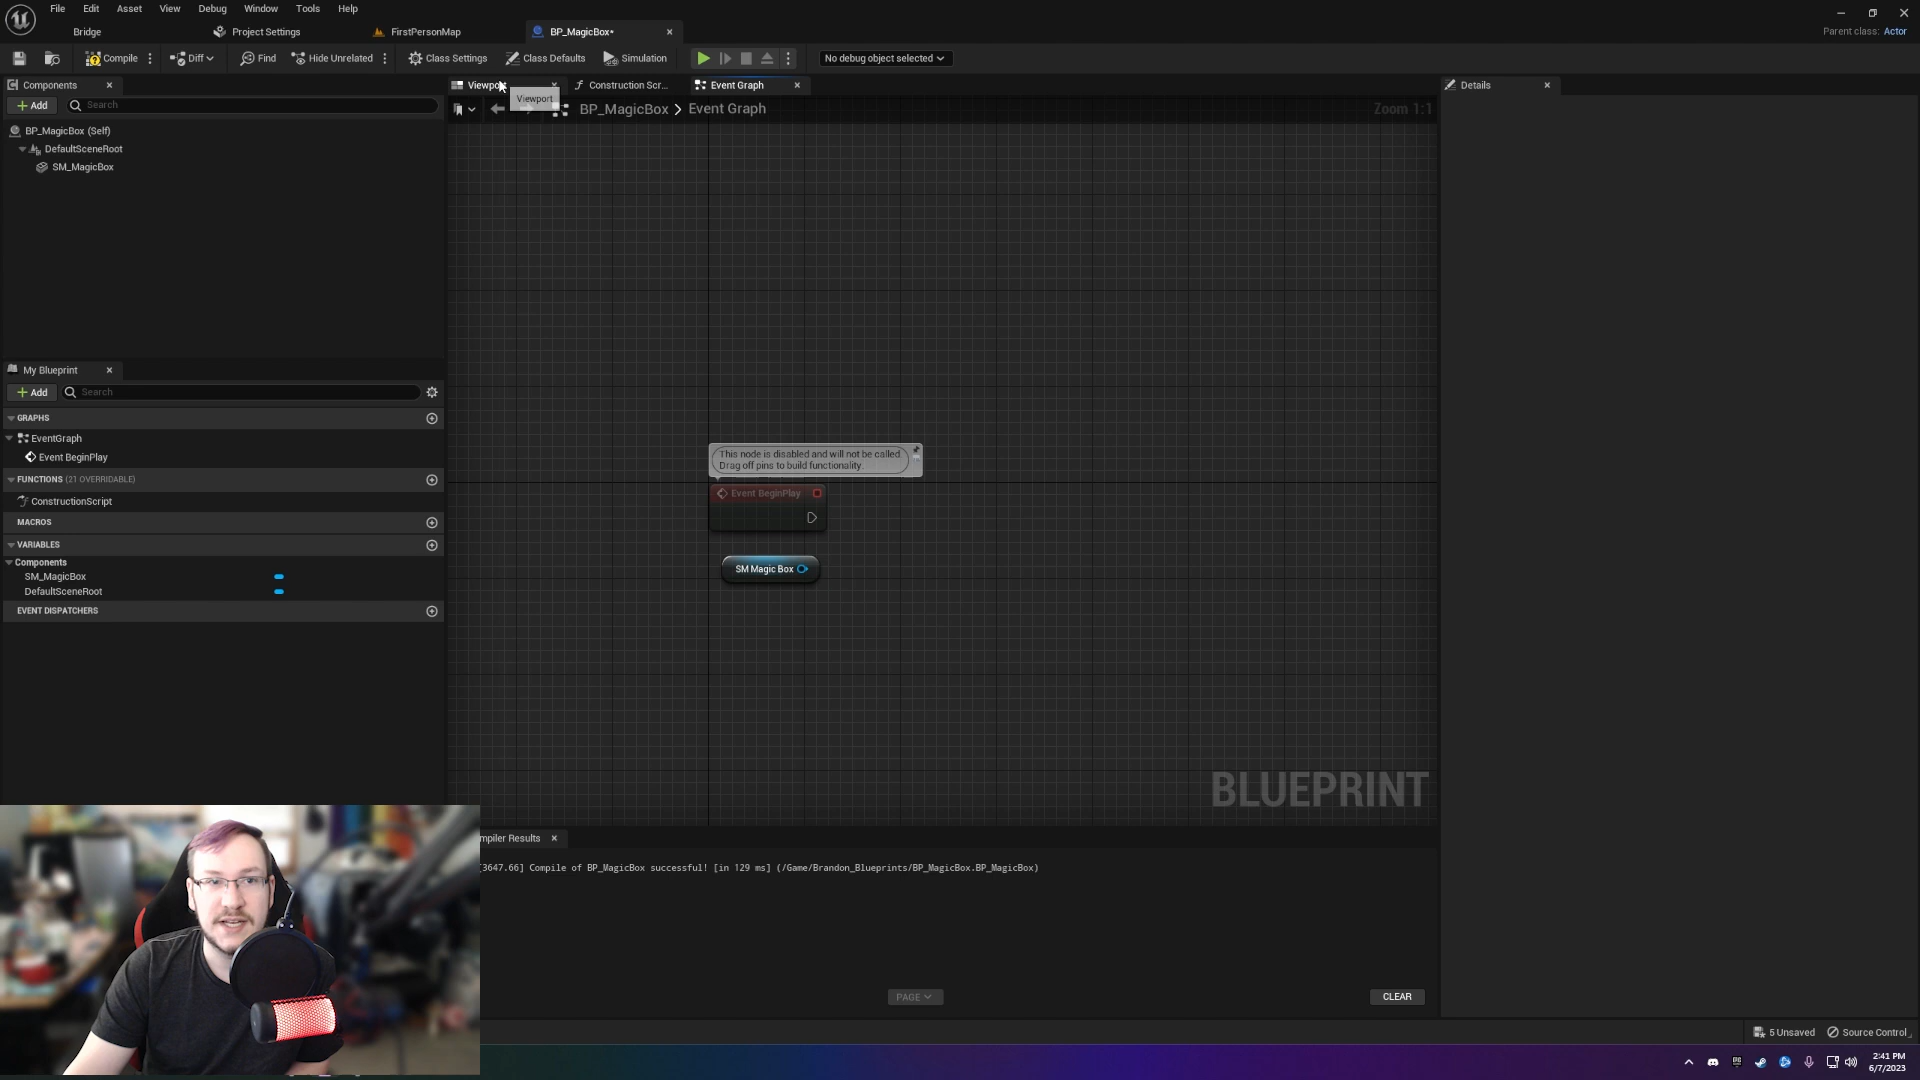 File Edit Asset View Debug Window Tools Help
Bridge Project Settings FirstPersonMap BP_MagicBox•
Parent class: Actor
Compile Diff Find Hide Unrelated Class Settings Class Defaults Simulation No debug object selected
Components Construction Scr... Event Graph Details
Viewport
+ Add Search
BP_MagicBox > Event Graph Zoom 1:1
BP_MagicBox (Self)
DefaultSceneRoot
SM_MagicBox
My Blueprint
+ Add Search
GRAPHS
EventGraph
Event BeginPlay
FUNCTIONS (21 OVERRIDABLE)
ConstructionScript
MACROS
VARIABLES
Components
SM_MagicBox
DefaultSceneRoot
EVENT DISPATCHERS
This node is disabled and will not be called.
Drag off pins to build functionality.
Event BeginPlay
SM Magic Box
BLUEPRINT
mpiler Results
[3647.66] Compile of BP_MagicBox successful! [in 129 ms] (/Game/Brandon_Blueprints/BP_MagicBox.BP_MagicBox)
PAGE
CLEAR
5 Unsaved Source Control
2:41 PM
6/7/2023